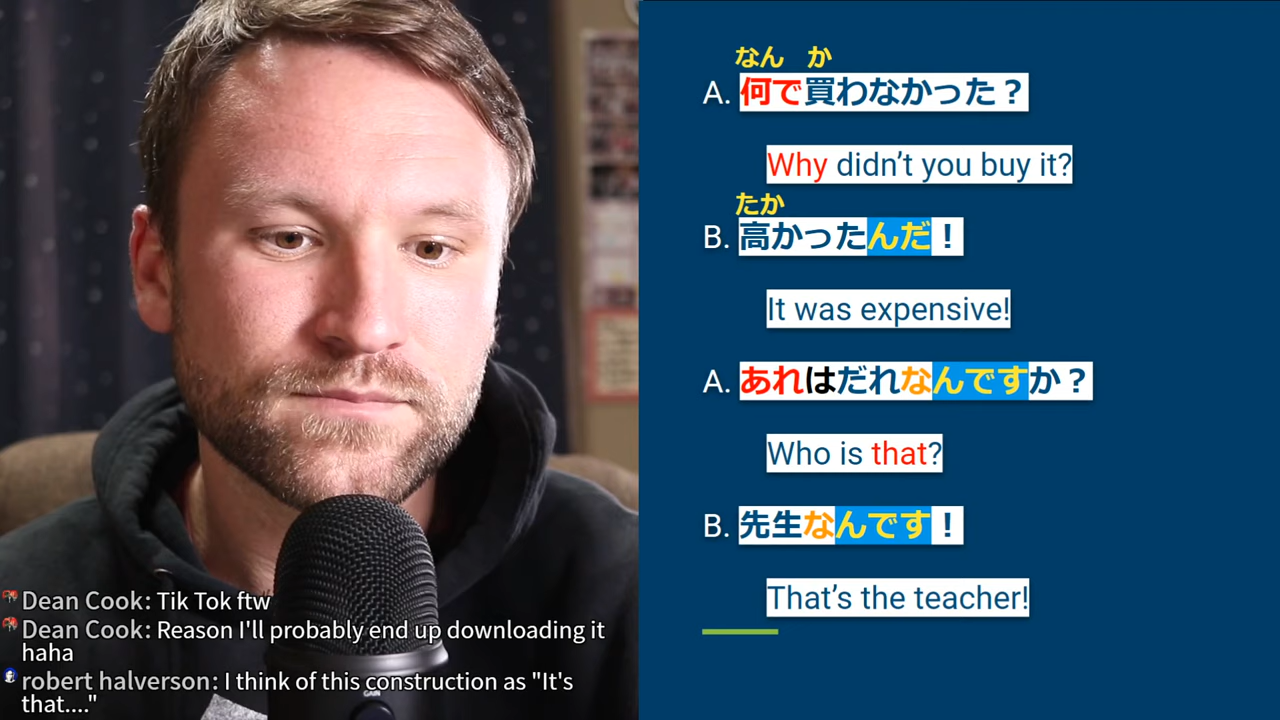 なん か
A. 何で買わなかった？
Why didn't you buy it?
たか
B. 高かったんだ！
It was expensive!
A. あれはだれなんですか？
Who is that?
B. 先生なんです！
That's the teacher!
Dean Cook: Tik Tok ftw
Dean Cook: Reason I'll probably end up downloading it
haha
robert halverson: I think of this construction as "It's
that...."
GAIN